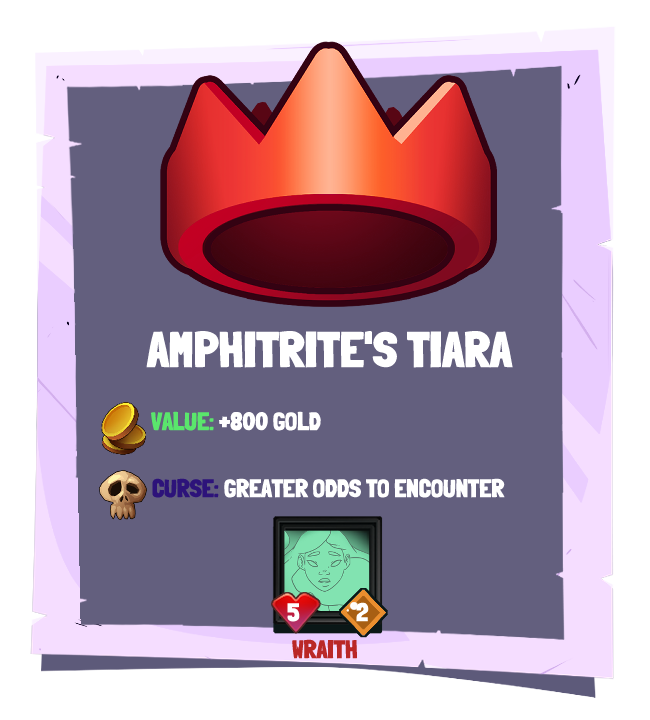 AMPHITRITE'S TIARA
VALUE: +800 GOLD
CURSE: GREATER ODDS TO ENCOUNTER
5 2
WRAITH